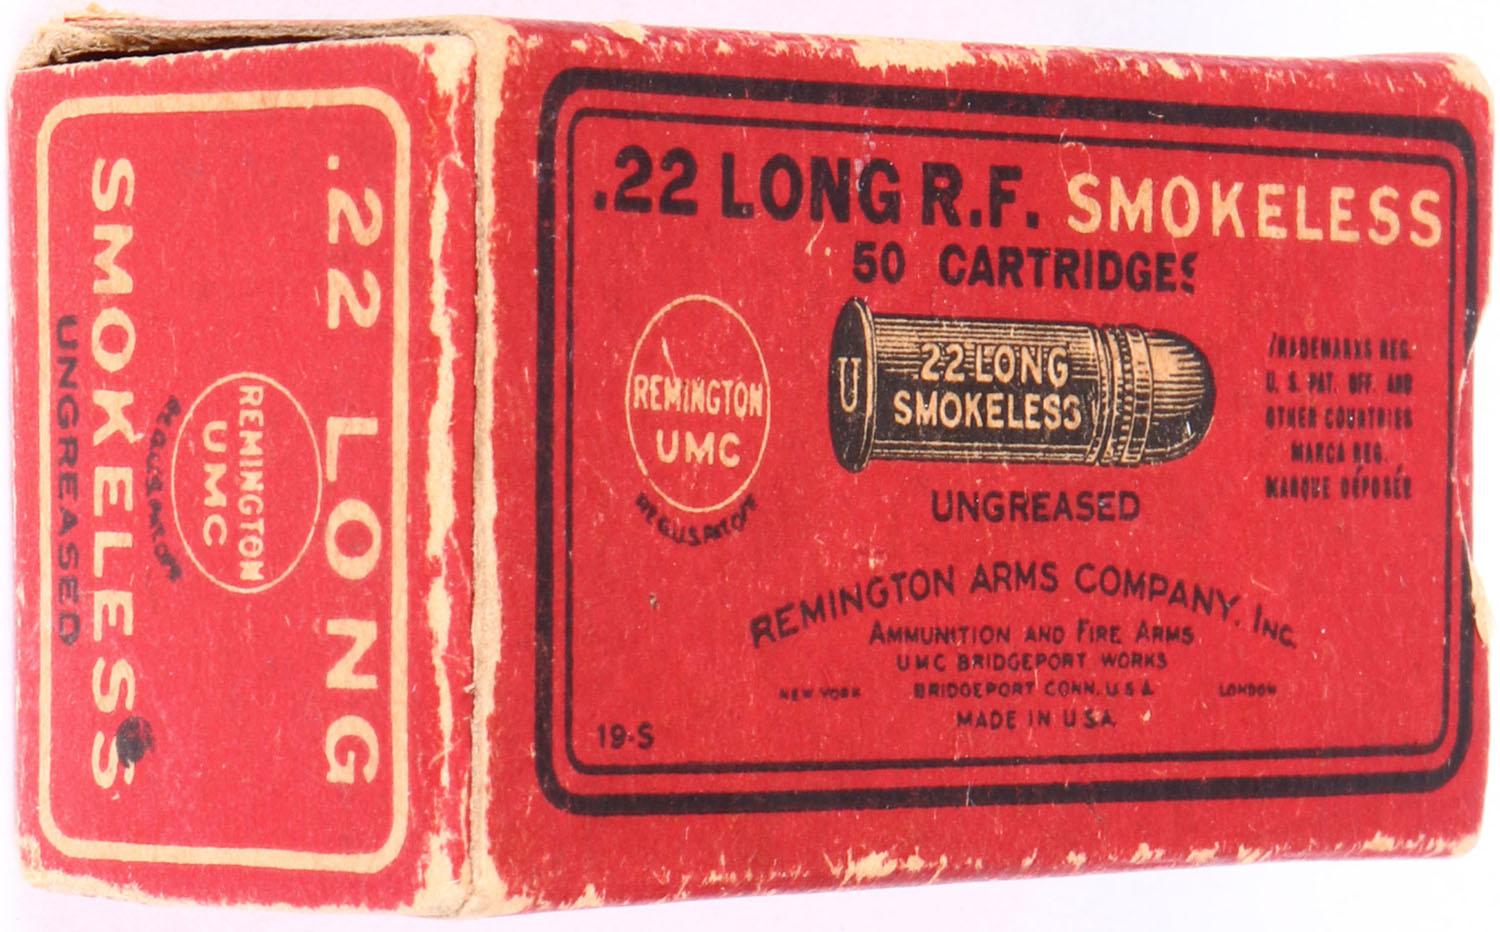 .22 LONG R.F. SMOKELESS
50 CARTRIDGES
REMINGTON
UMC
REG.U.S.PAT.OFF.
U
.22 LONG
SMOKELESS
UNGREASED
TRADEMARKS REG.
U. S. PAT. OFF. AND
OTHER COUNTRIES
MARCA REG.
MARQUE DÉPOSÉE
REMINGTON ARMS COMPANY, INC.
AMMUNITION AND FIRE ARMS
UMC BRIDGEPORT WORKS
NEW YORK BRIDGEPORT CONN. U.S.A. LONDON
MADE IN U.S.A.
19-S
.22 LONG
REMINGTON
UMC
REG.U.S.PAT.OFF.
SMOKELESS
UNGREASED